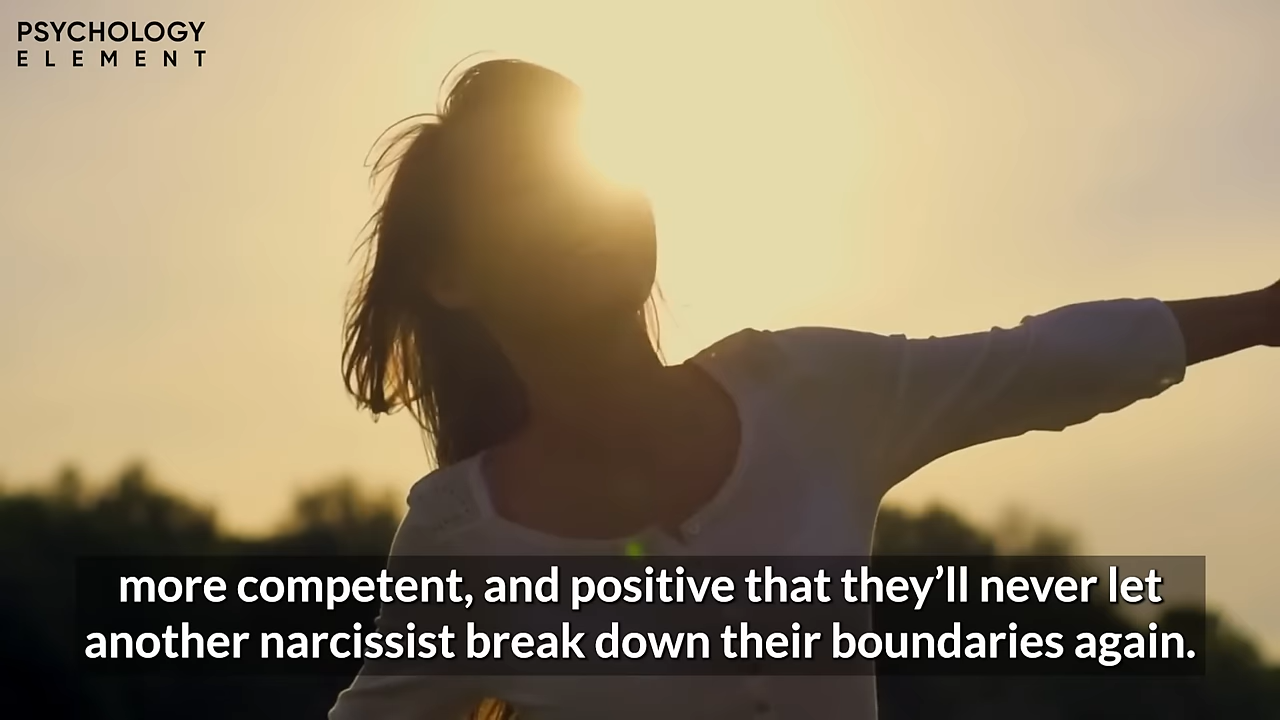 PSYCHOLOGY
ELEMENT
more competent, and positive that they’ll never let
another narcissist break down their boundaries again.